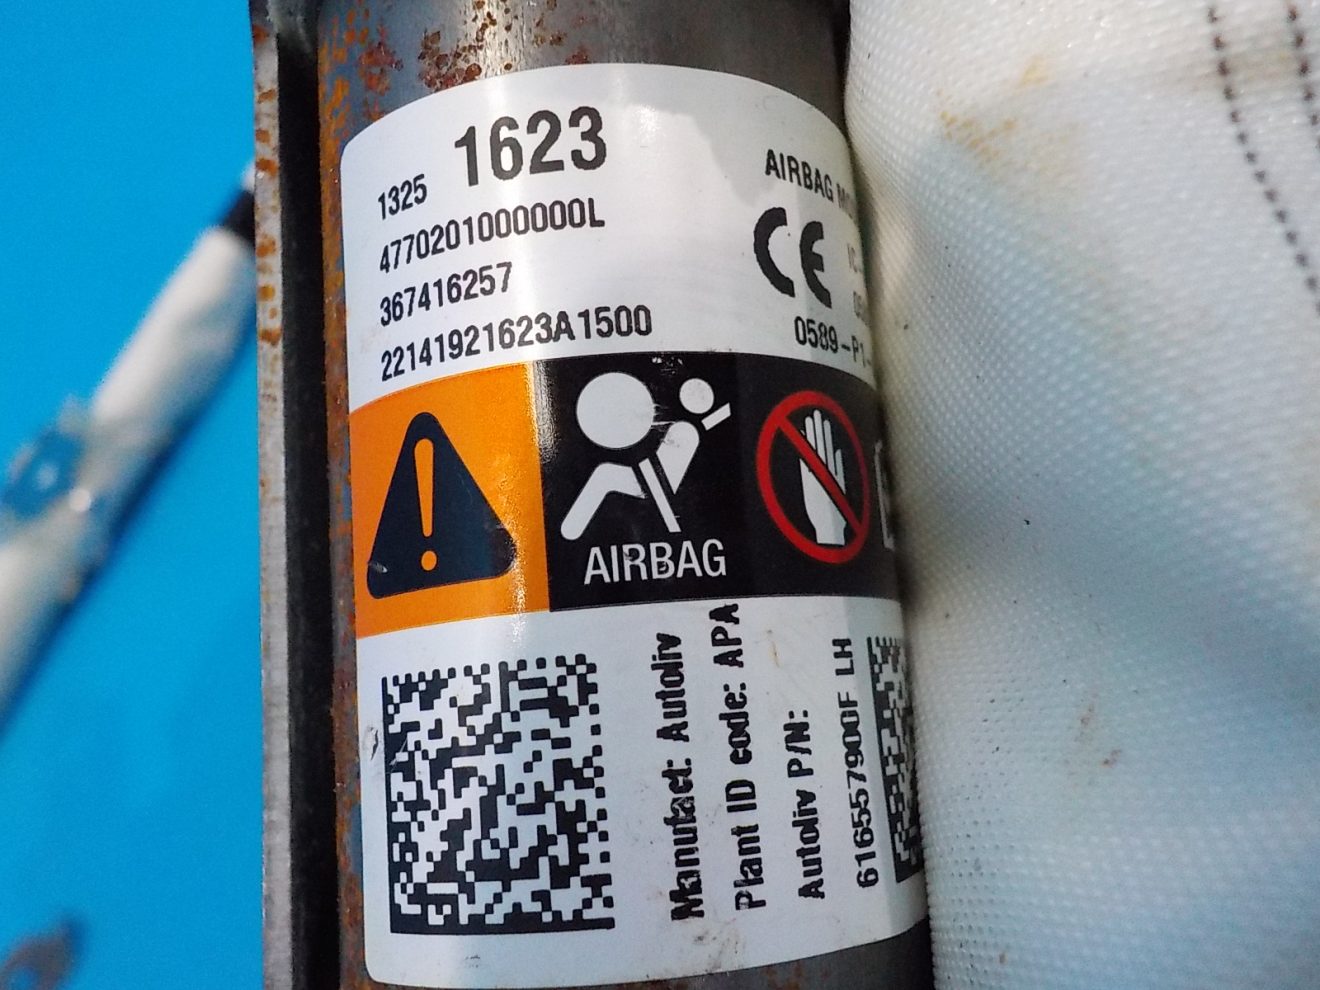 1325 1623
4770201000000L
367416257
22141921623A1500
AIRBAG
CE
0589-P1-
AIRBAG
Manufact: Autoliv
Plant ID code: APA
Autoliv P/N:
616557900F LH